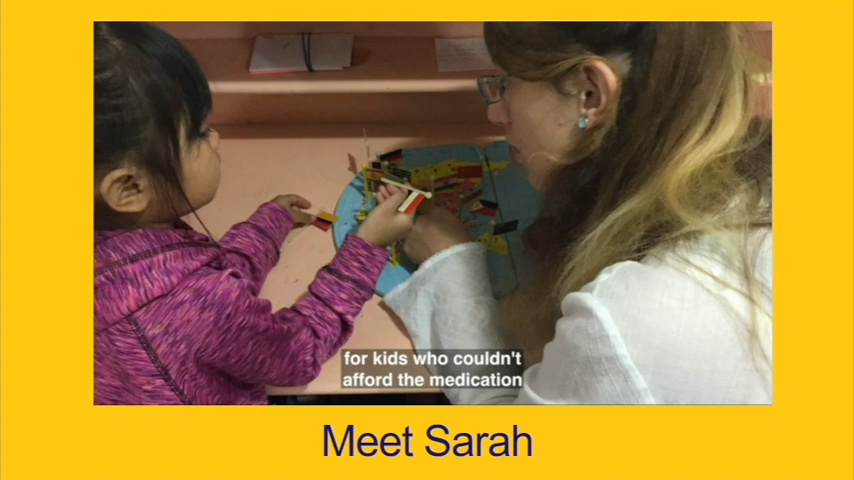 for kids who couldn't
afford the medication
Meet Sarah